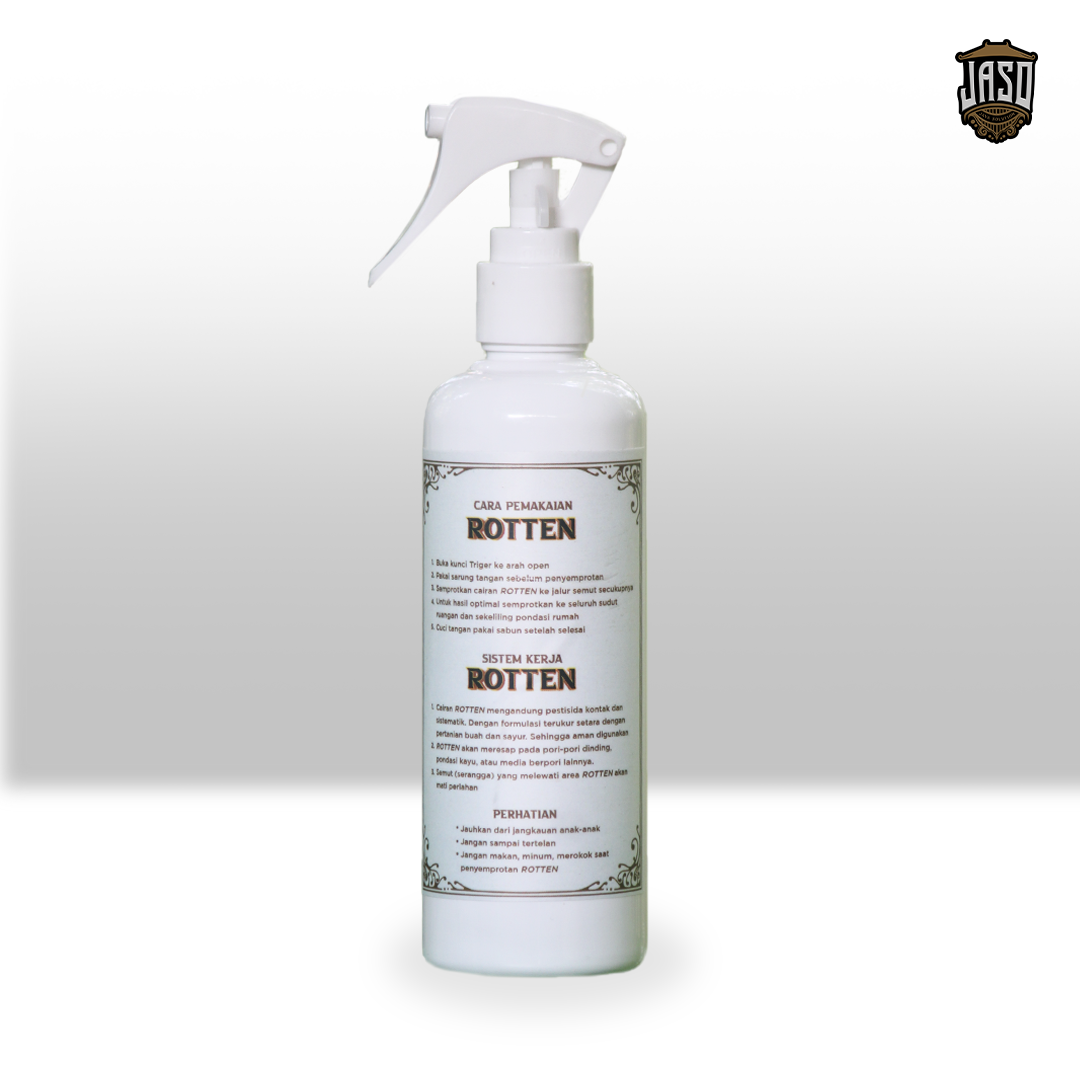 JASO
JAVA SOLUTION
CARA PEMAKAIAN
ROTTEN
1. Buka kunci Triger ke arah open
2. Pakai sarung tangan sebelum penyemprotan
3. Semprotkan cairan ROTTEN ke jalur semut secukupnya
4. Untuk hasil optimal semprotkan ke seluruh sudut
ruangan dan sekeliling pondasi rumah
5. Cuci tangan pakai sabun setelah selesai
SISTEM KERJA
ROTTEN
1. Cairan ROTTEN mengandung pestisida kontak dan
sistematik. Dengan formulasi terukur setara dengan
pertanian buah dan sayur. Sehingga aman digunakan
2. ROTTEN akan meresap pada pori-pori dinding,
pondasi kayu, atau media berpori lainnya.
3. Semut (serangga) yang melewati area ROTTEN akan
mati perlahan
PERHATIAN
* Jauhkan dari jangkauan anak-anak
* Jangan sampai tertelan
* Jangan makan, minum, merokok saat
penyemprotan ROTTEN